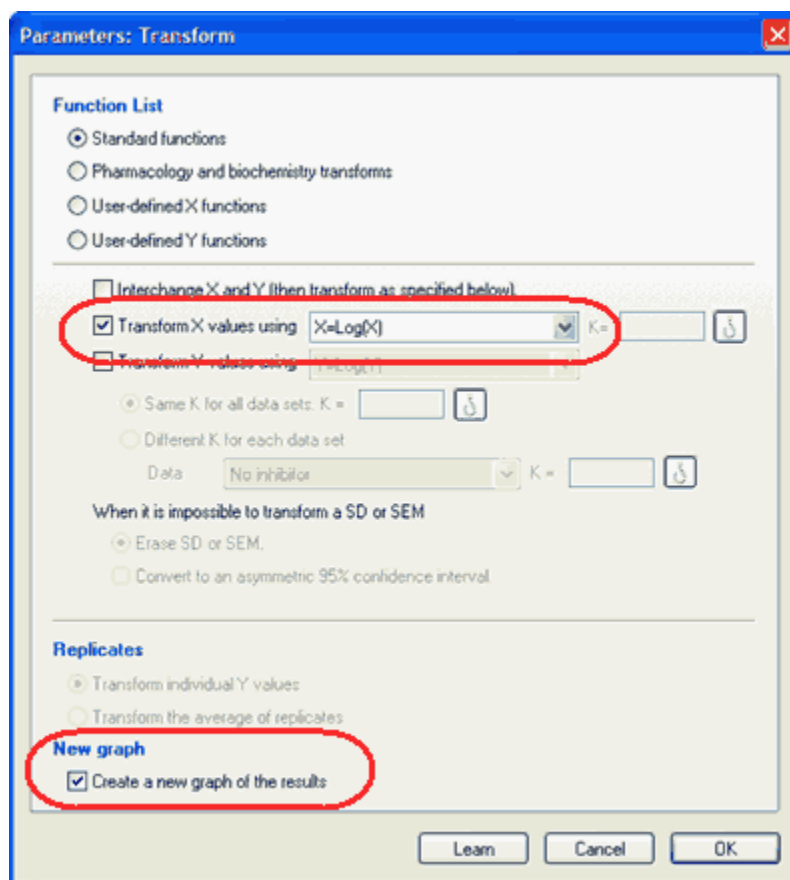 Parameters: Transform
Function List
Standard functions
Pharmacology and biochemistry transforms
User-defined X functions
User-defined Y functions
Interchange X and Y (then transform as specified below).
Transform X values using X=Log(X) K=
Transform Y values using Y=Log(Y)
Same K for all data sets. K =
Different K for each data set
Data No inhibitor K =
When it is impossible to transform a SD or SEM
Erase SD or SEM.
Convert to an asymmetric 95% confidence interval
Replicates
Transform individual Y values
Transform the average of replicates
New graph
Create a new graph of the results
Learn Cancel OK